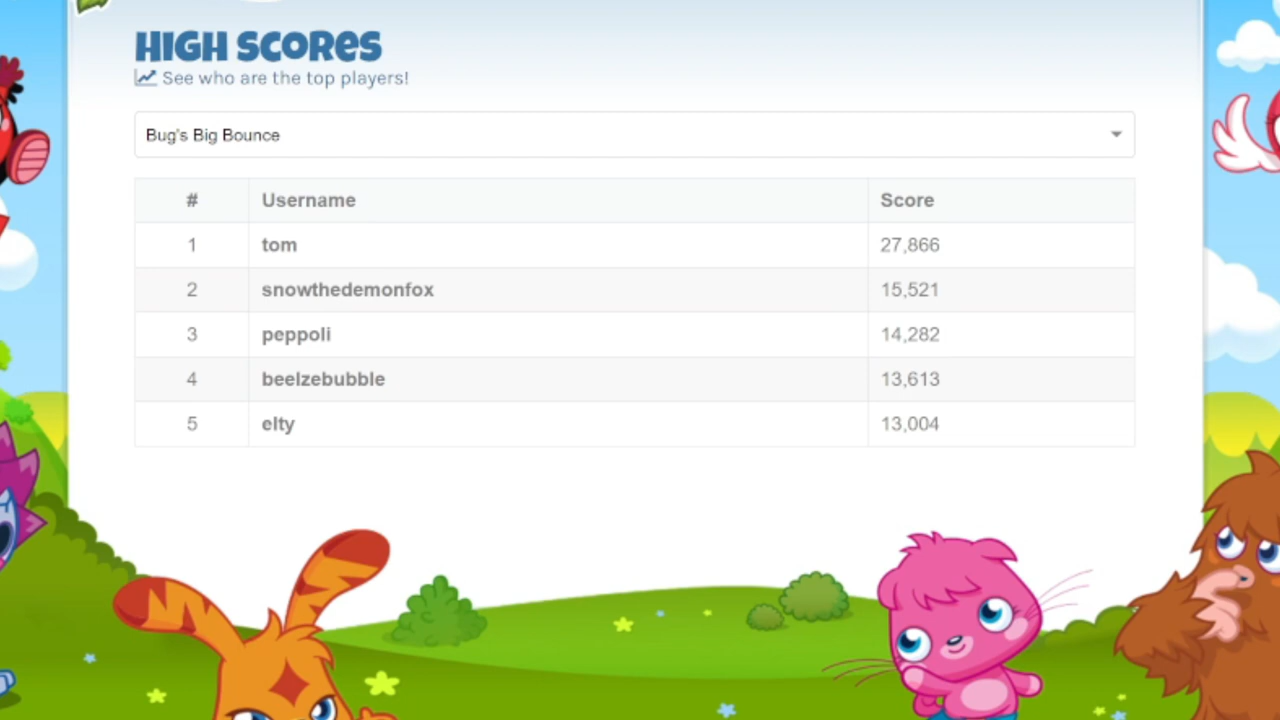 HIGH SCORES
See who are the top players!
Bug's Big Bounce
# Username Score
1 tom 27,866
2 snowthedemonfox 15,521
3 peppoli 14,282
4 beelzebubble 13,613
5 elty 13,004